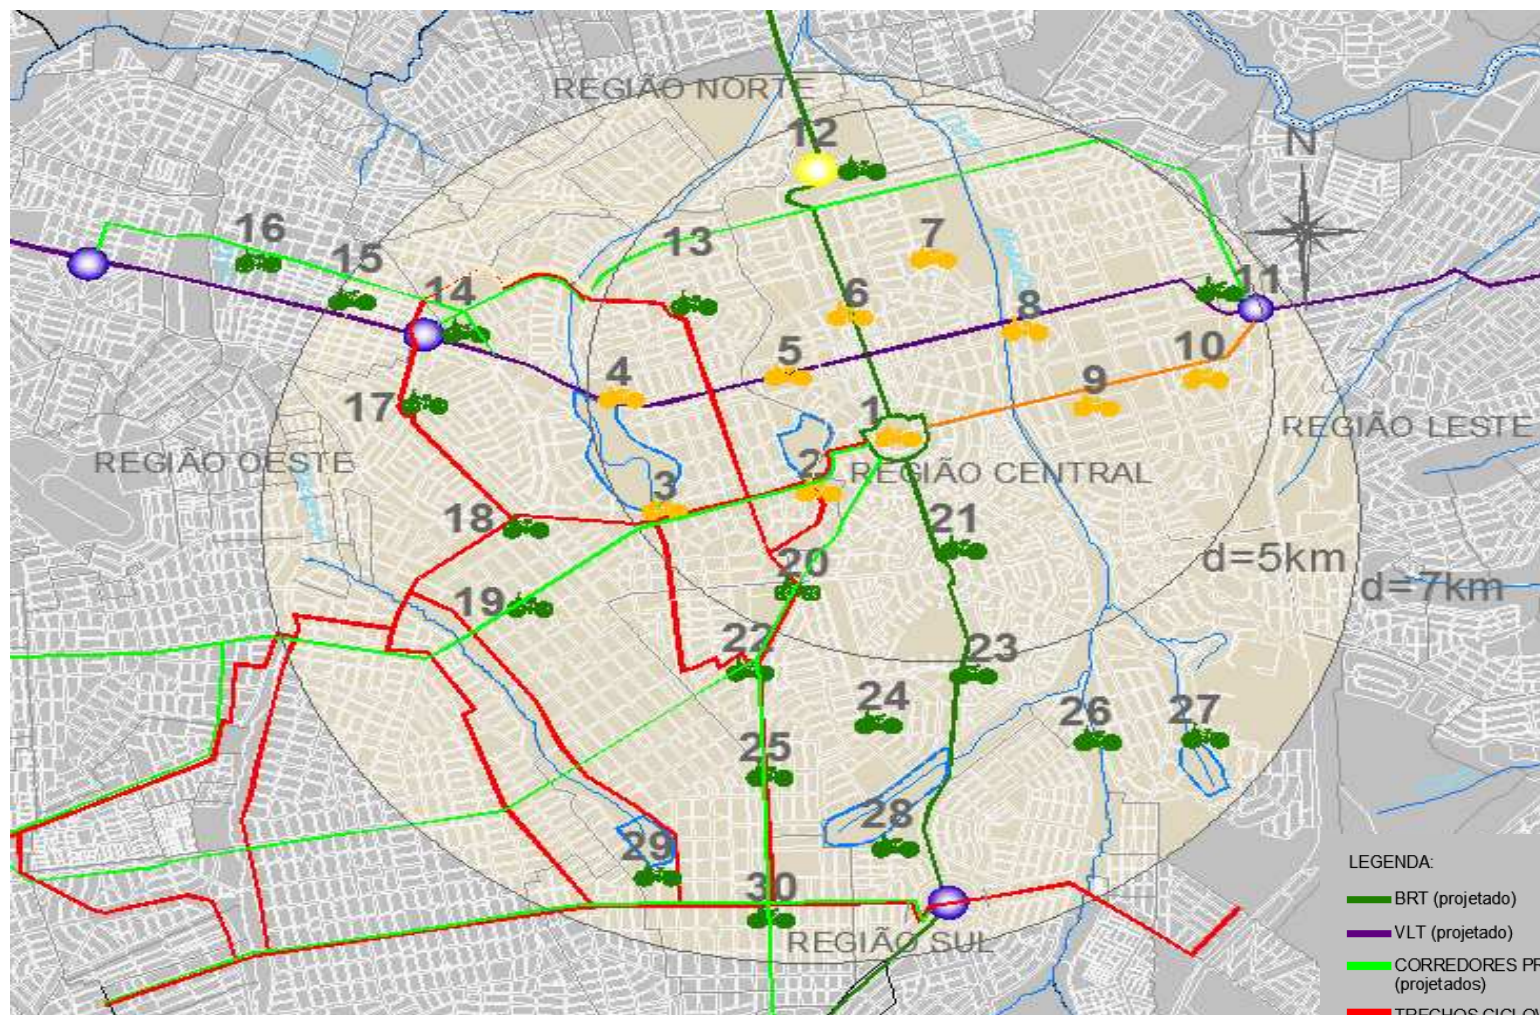 REGIÃO NORTE
12
N
7
13
16
15
14
6
8
11
5
4
10
9
17
1
REGIÃO LESTE
REGIÃO OESTE
2
REGIÃO CENTRAL
3
18
21
20
d=5km
d=7km
19
22
23
24
26
27
25
28
29
30
REGIÃO SUL
LEGENDA:
BRT (projetado)
VLT (projetado)
CORREDORES
(projetados)